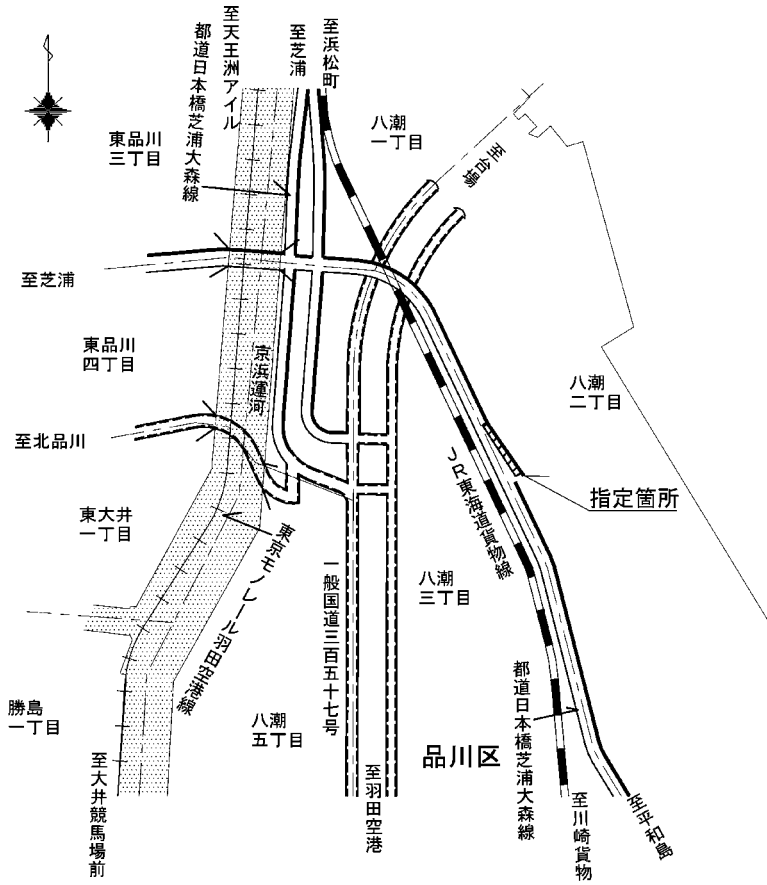 至天王洲アイル
都道日本橋芝浦大森線
至芝浦
至浜松町
八潮
一丁目
至台場
東品川
三丁目
至芝浦
東品川
四丁目
京浜運河
八潮
二丁目
至北品川
指定箇所
JR東海道貨物線
東大井
一丁目
東京モノレール羽田空港線
一般国道三百五十七号
八潮
三丁目
勝島
一丁目
八潮
五丁目
品川区
都道日本橋芝浦大森線
至大井競馬場前
至羽田空港
至川崎貨物
至平和島